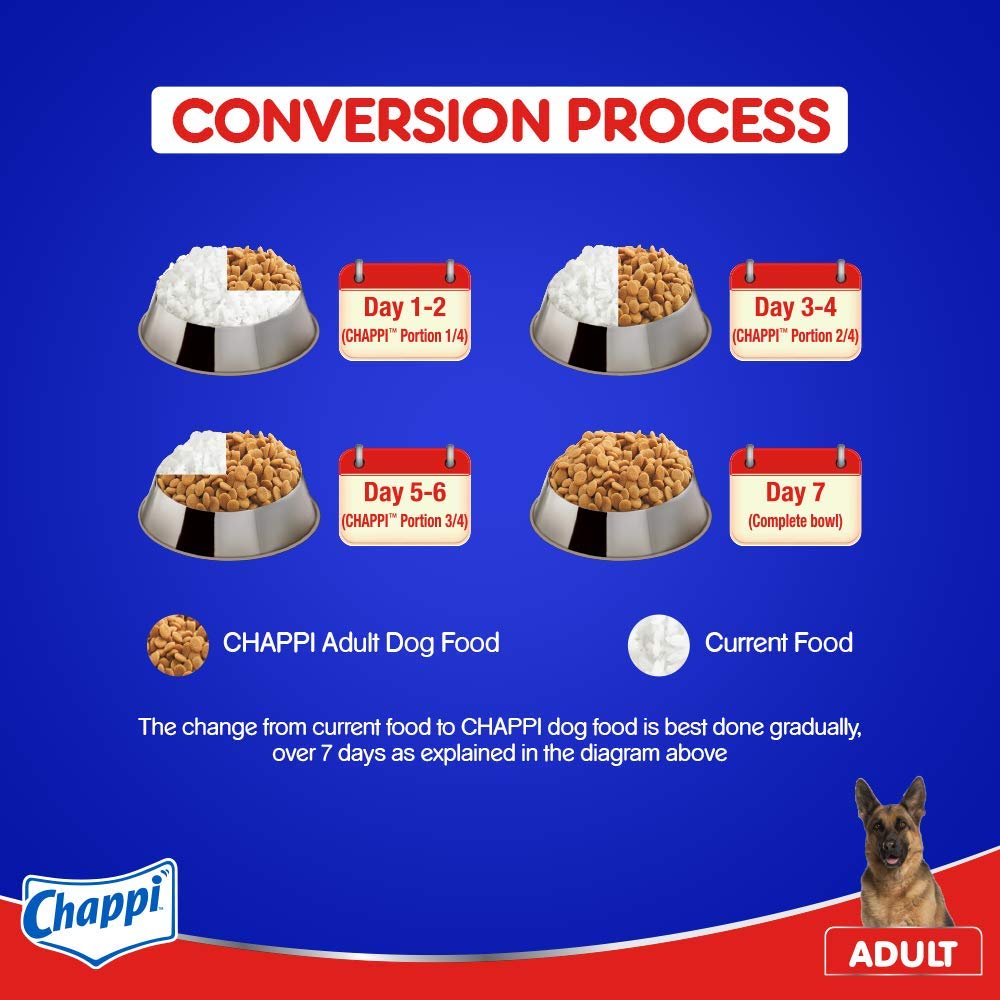 CONVERSION PROCESS
Day 1-2
(CHAPPI™ Portion 1/4)
Day 3-4
(CHAPPI™ Portion 2/4)
Day 5-6
(CHAPPI™ Portion 3/4)
Day 7
(Complete bowl)
CHAPPI Adult Dog Food
Current Food
The change from current food to CHAPPI dog food is best done gradually,
over 7 days as explained in the diagram above
Chappi™
ADULT